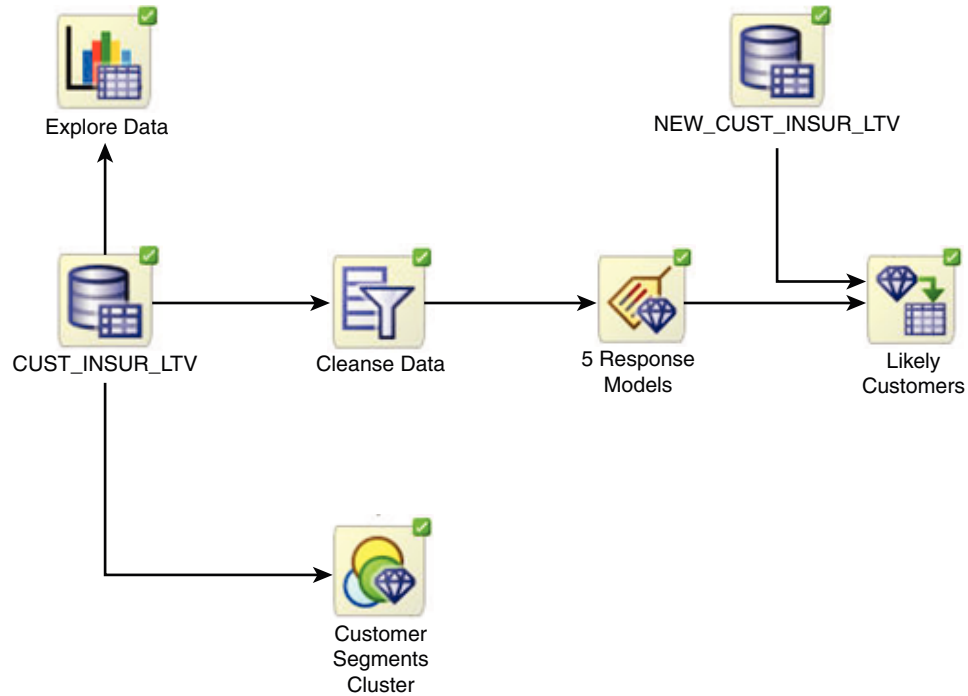 Explore Data
NEW_CUST_INSUR_LTV
CUST_INSUR_LTV
Cleanse Data
5 Response
Models
Likely
Customers
Customer
Segments
Cluster